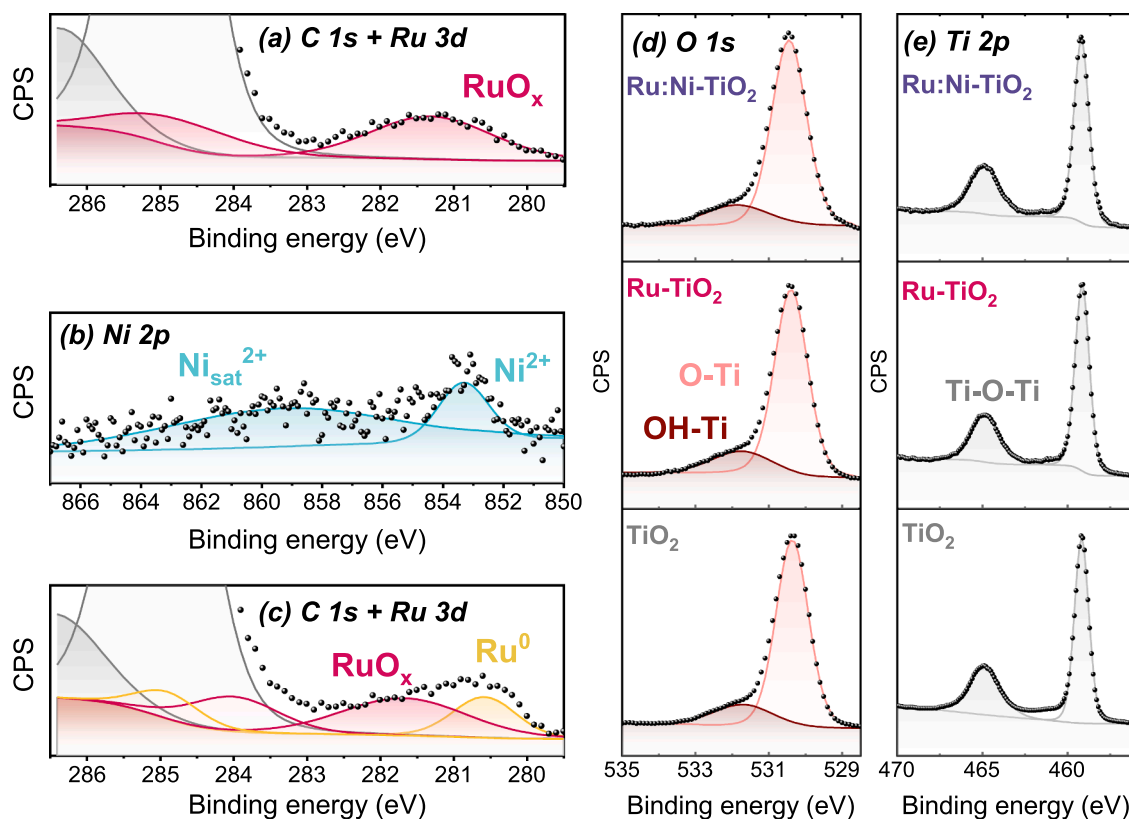 (a) C 1s + Ru 3d
RuOₓ
CPS
286 285 284 283 282 281 280
Binding energy (eV)
(b) Ni 2p
Niₛₐₜ²⁺
Ni²⁺
CPS
866 864 862 860 858 856 854 852 850
Binding energy (eV)
(c) C 1s + Ru 3d
RuOₓ
Ru⁰
CPS
286 285 284 283 282 281 280
Binding energy (eV)
(d) O 1s
Ru:Ni-TiO₂
Ru-TiO₂
O-Ti
OH-Ti
CPS
TiO₂
535 533 531 529
Binding energy (eV)
(e) Ti 2p
Ru:Ni-TiO₂
Ru-TiO₂
Ti-O-Ti
CPS
TiO₂
470 465 460
Binding energy (eV)